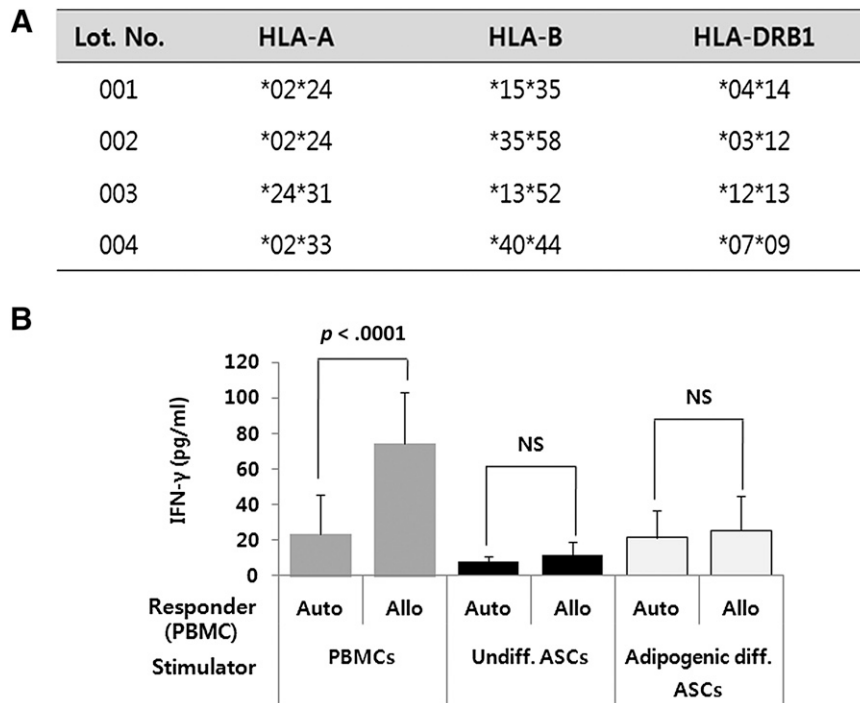 A
Lot. No. HLA-A HLA-B HLA-DRB1
001 *02*24 *15*35 *04*14
002 *02*24 *35*58 *03*12
003 *24*31 *13*52 *12*13
004 *02*33 *40*44 *07*09
B
p < .0001
NS
NS
IFN-γ (pg/ml)
120
100
80
60
40
20
0
Responder (PBMC)
Auto Allo Auto Allo Auto Allo
Stimulator
PBMCs Undiff. ASCs Adipogenic diff.
ASCs